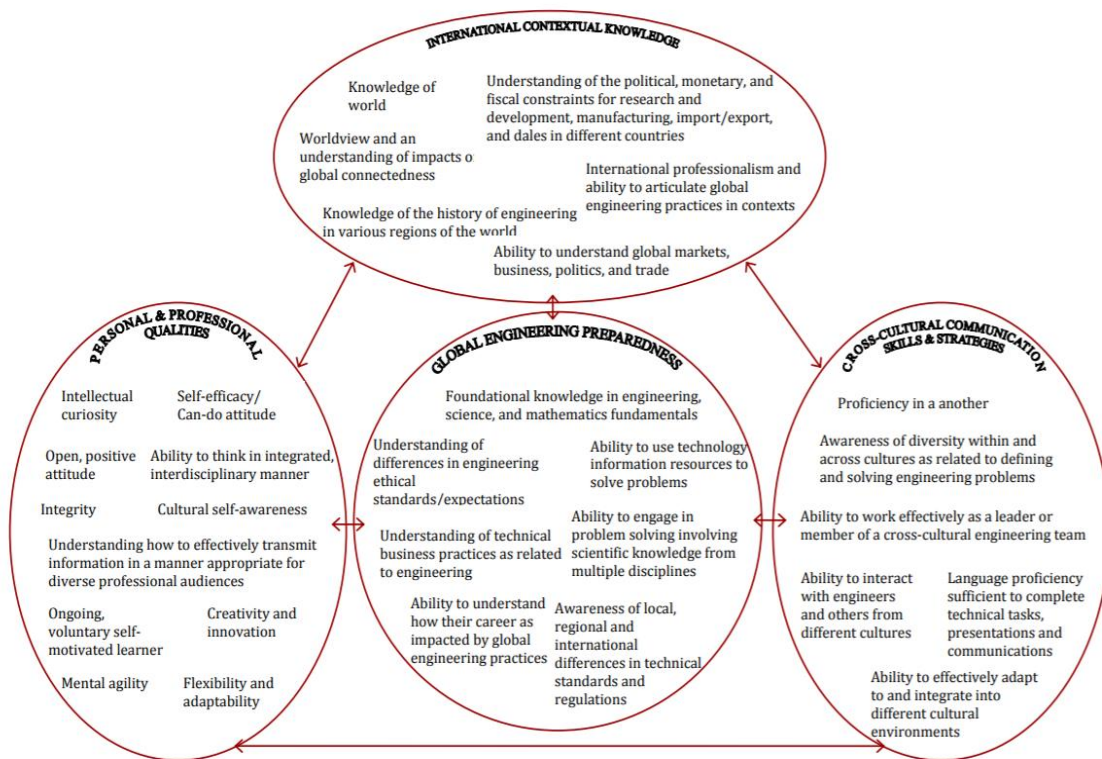 INTERNATIONAL CONTEXTUAL KNOWLEDGE
Knowledge of
world
Understanding of the political, monetary, and
fiscal constraints for research and
development, manufacturing, import/export,
and dales in different countries
Worldview and an
understanding of impacts o
global connectedness
International professionalism and
ability to articulate global
engineering practices in contexts
Knowledge of the history of engineering
in various regions of the world
Ability to understand global markets,
business, politics, and trade
PERSONAL & PROFESSIONAL
QUALITIES
Intellectual
curiosity
Self-efficacy/
Can-do attitude
Open, positive
attitude
Ability to think in integrated,
interdisciplinary manner
Integrity
Cultural self-awareness
Understanding how to effectively transmit
information in a manner appropriate for
diverse professional audiences
Ongoing,
voluntary self-
motivated learner
Creativity and
innovation
Mental agility
Flexibility and
adaptability
GLOBAL ENGINEERING PREPAREDNESS
Foundational knowledge in engineering,
science, and mathematics fundamentals
Understanding of
differences in engineering
ethical
standards/expectations
Ability to use technology
information resources to
solve problems
Understanding of technical
business practices as related
to engineering
Ability to engage in
problem solving involving
scientific knowledge from
multiple disciplines
Ability to understand
how their career as
impacted by global
engineering practices
Awareness of local,
regional and
international
differences in technical
standards and
regulations
CROSS-CULTURAL COMMUNICATION
SKILLS & STRATEGIES
Proficiency in a another
Awareness of diversity within and
across cultures as related to defining
and solving engineering problems
Ability to work effectively as a leader or
member of a cross-cultural engineering team
Ability to interact
with engineers
and others from
different cultures
Language proficiency
sufficient to complete
technical tasks,
presentations and
communications
Ability to effectively adapt
to and integrate into
different cultural
environments